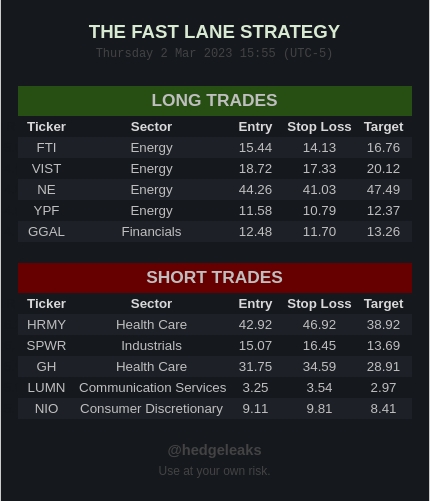 THE FAST LANE STRATEGY
Thursday 2 Mar 2023 15:55 (UTC-5)
LONG TRADES
Ticker Sector Entry Stop Loss Target
FTI Energy 15.44 14.13 16.76
VIST Energy 18.72 17.33 20.12
NE Energy 44.26 41.03 47.49
YPF Energy 11.58 10.79 12.37
GGAL Financials 12.48 11.70 13.26
SHORT TRADES
Ticker Sector Entry Stop Loss Target
HRMY Health Care 42.92 46.92 38.92
SPWR Industrials 15.07 16.45 13.69
GH Health Care 31.75 34.59 28.91
LUMN Communication Services 3.25 3.54 2.97
NIO Consumer Discretionary 9.11 9.81 8.41
@hedgeleaks
Use at your own risk.